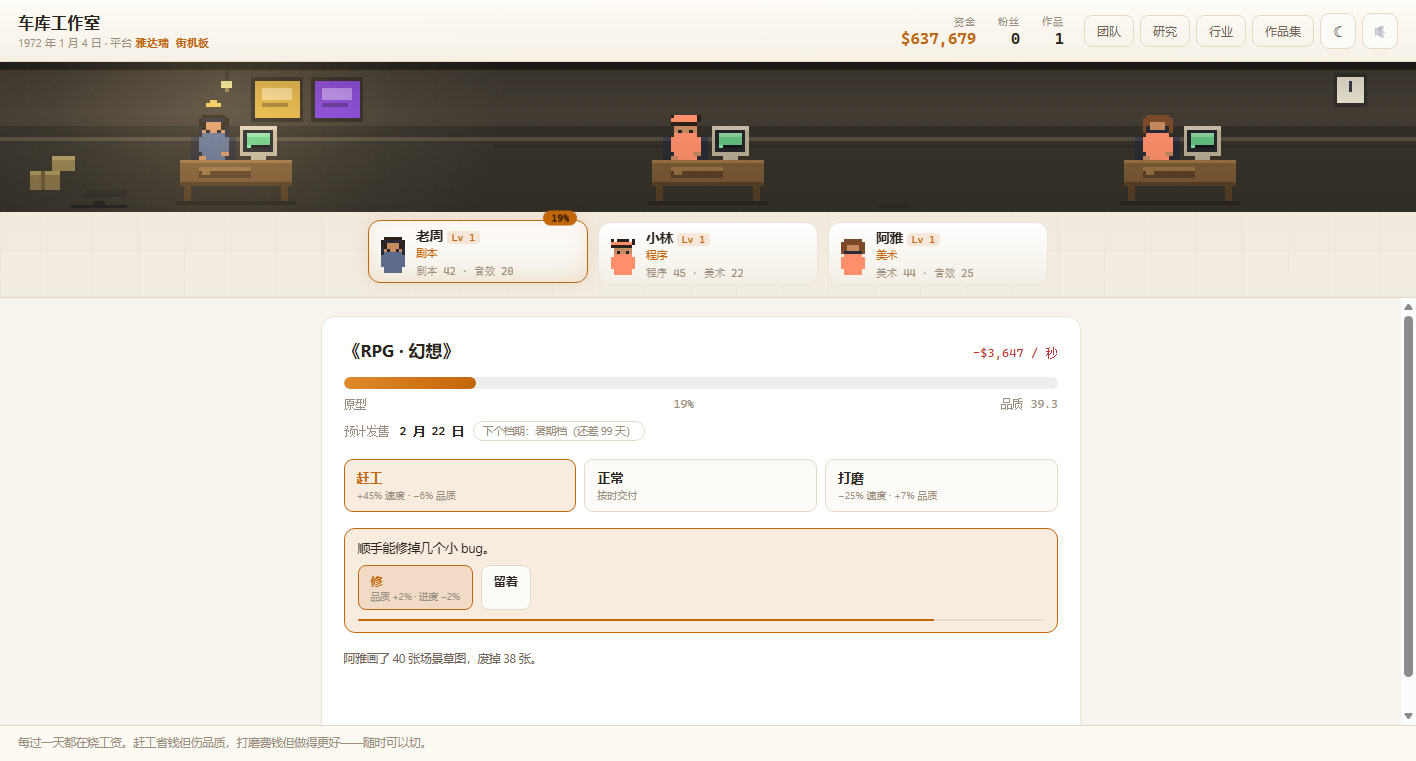 车库工作室
1972 年 1 月 4 日 · 平台 雅达瑞 街机板
资金 粉丝 作品
$637,679 0 1
团队 研究 行业 作品集
19%
老周 Lv 1
剧本
剧本 42 · 音效 20
小林 Lv 1
程序
程序 45 · 美术 22
阿雅 Lv 1
美术
美术 44 · 音效 25
《RPG · 幻想》
−$3,647 / 秒
原型 19% 品质 39.3
预计发售 2 月 22 日 下个档期：暑期档（还差 99 天）
赶工
+45% 速度 · −6% 品质
正常
按时交付
打磨
−25% 速度 · +7% 品质
顺手能修掉几个小 bug。
修
品质 +2% · 进度 −2%
留着
阿雅画了 40 张场景草图，废掉 38 张。
每过一天都在烧工资。赶工省钱但伤品质，打磨费钱但做得更好——随时可以切。